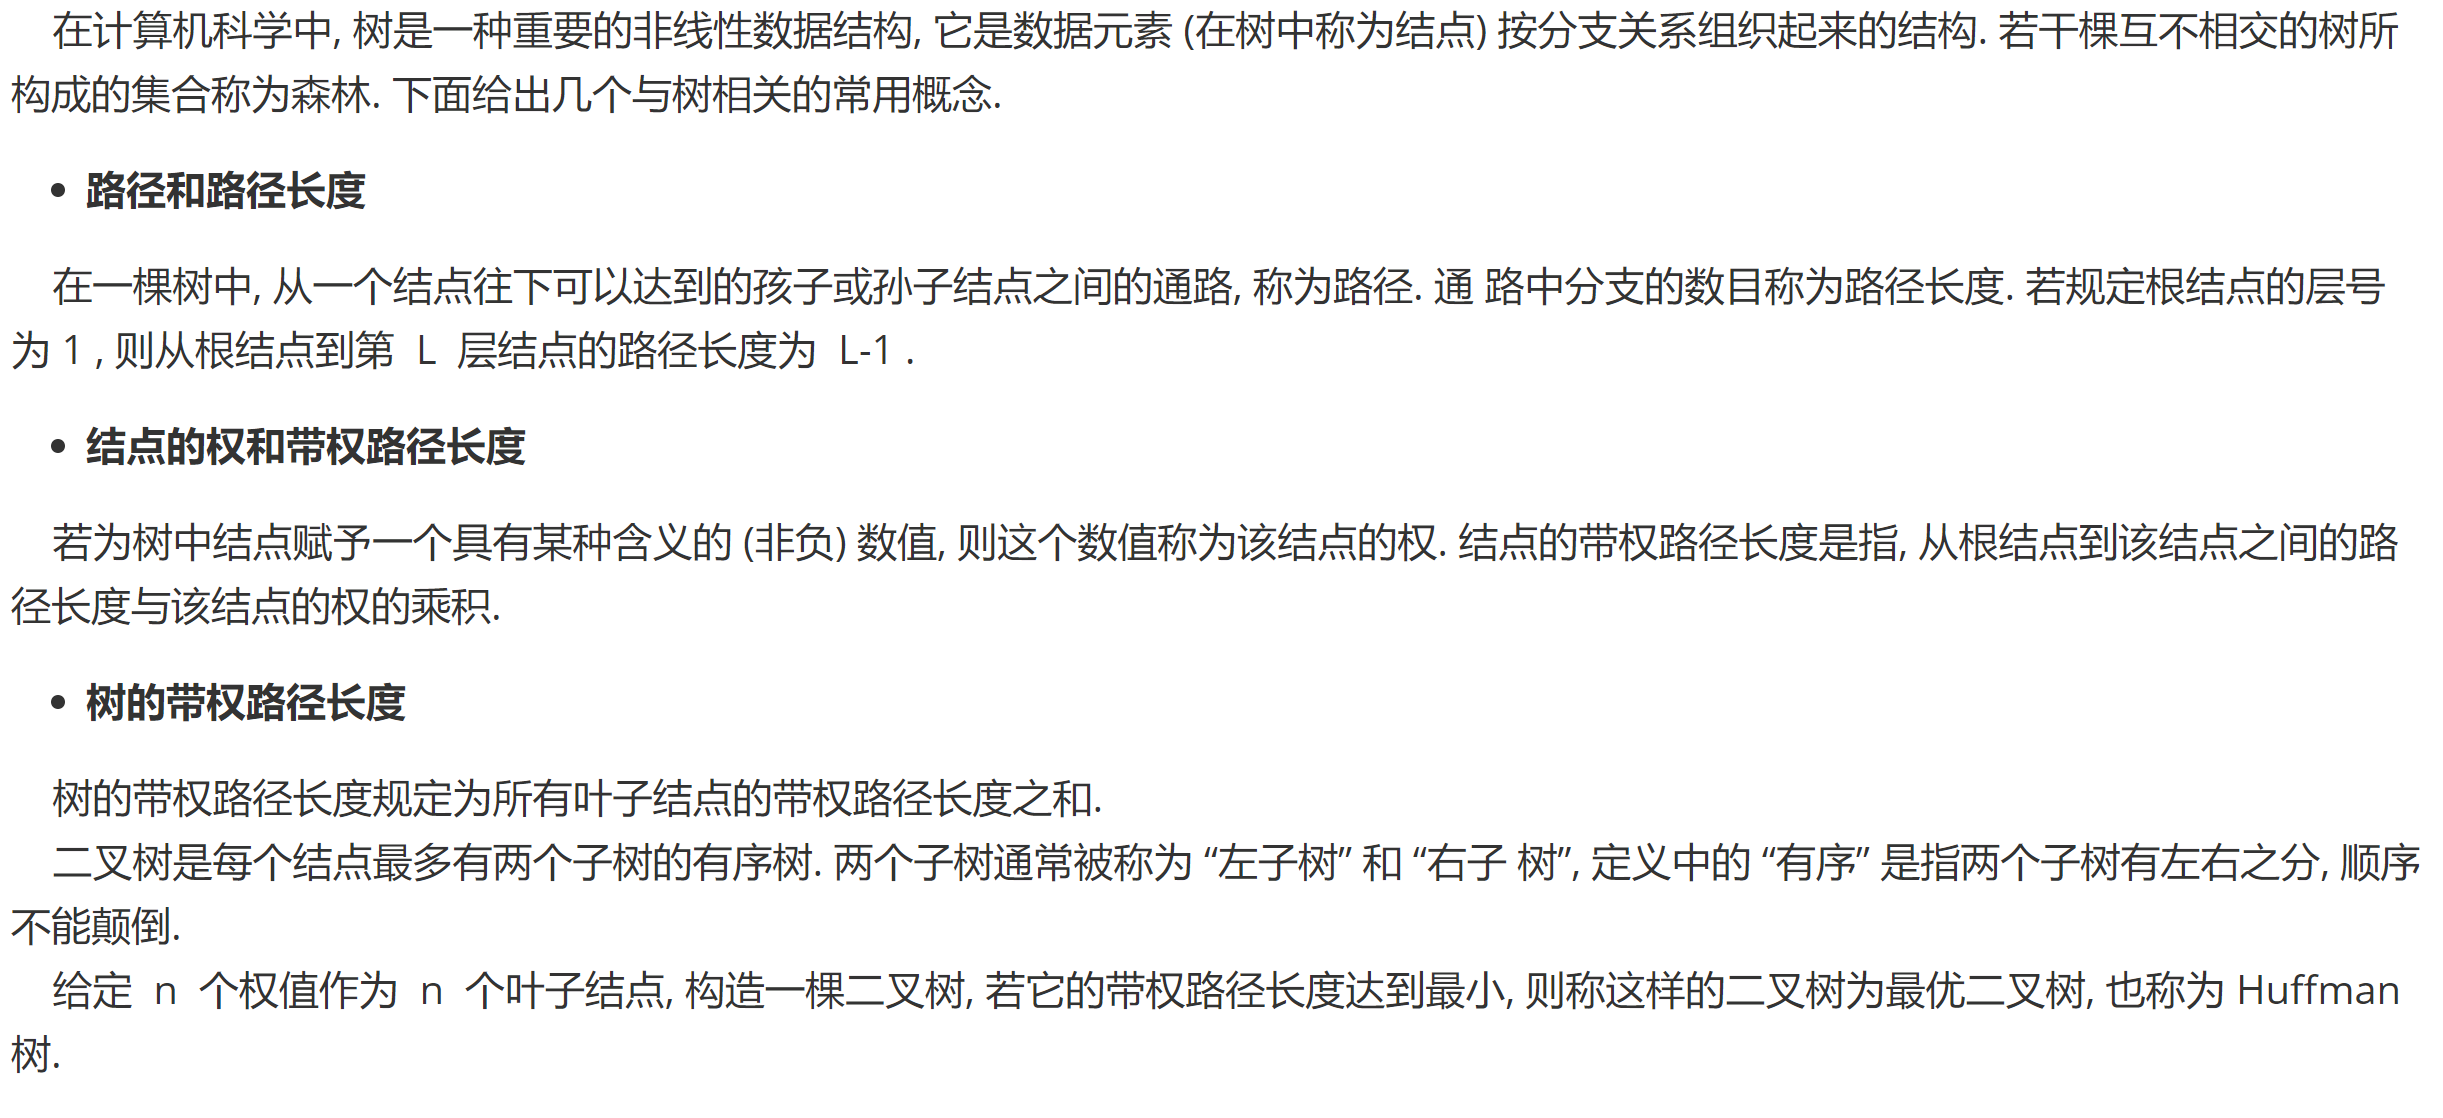 在计算机科学中, 树是一种重要的非线性数据结构, 它是数据元素 (在树中称为结点) 按分支关系组织起来的结构. 若干棵互不相交的树所
构成的集合称为森林. 下面给出几个与树相关的常用概念.
• 路径和路径长度
在一棵树中, 从一个结点往下可以达到的孩子或孙子结点之间的通路, 称为路径. 通 路中分支的数目称为路径长度. 若规定根结点的层号
为 1 , 则从根结点到第 L 层结点的路径长度为 L-1 .
• 结点的权和带权路径长度
若为树中结点赋予一个具有某种含义的 (非负) 数值, 则这个数值称为该结点的权. 结点的带权路径长度是指, 从根结点到该结点之间的路
径长度与该结点的权的乘积.
• 树的带权路径长度
树的带权路径长度规定为所有叶子结点的带权路径长度之和.
二叉树是每个结点最多有两个子树的有序树. 两个子树通常被称为 “左子树” 和 “右子 树”, 定义中的 “有序” 是指两个子树有左右之分, 顺序
不能颠倒.
给定 n 个权值作为 n 个叶子结点, 构造一棵二叉树, 若它的带权路径长度达到最小, 则称这样的二叉树为最优二叉树, 也称为 Huffman
树.